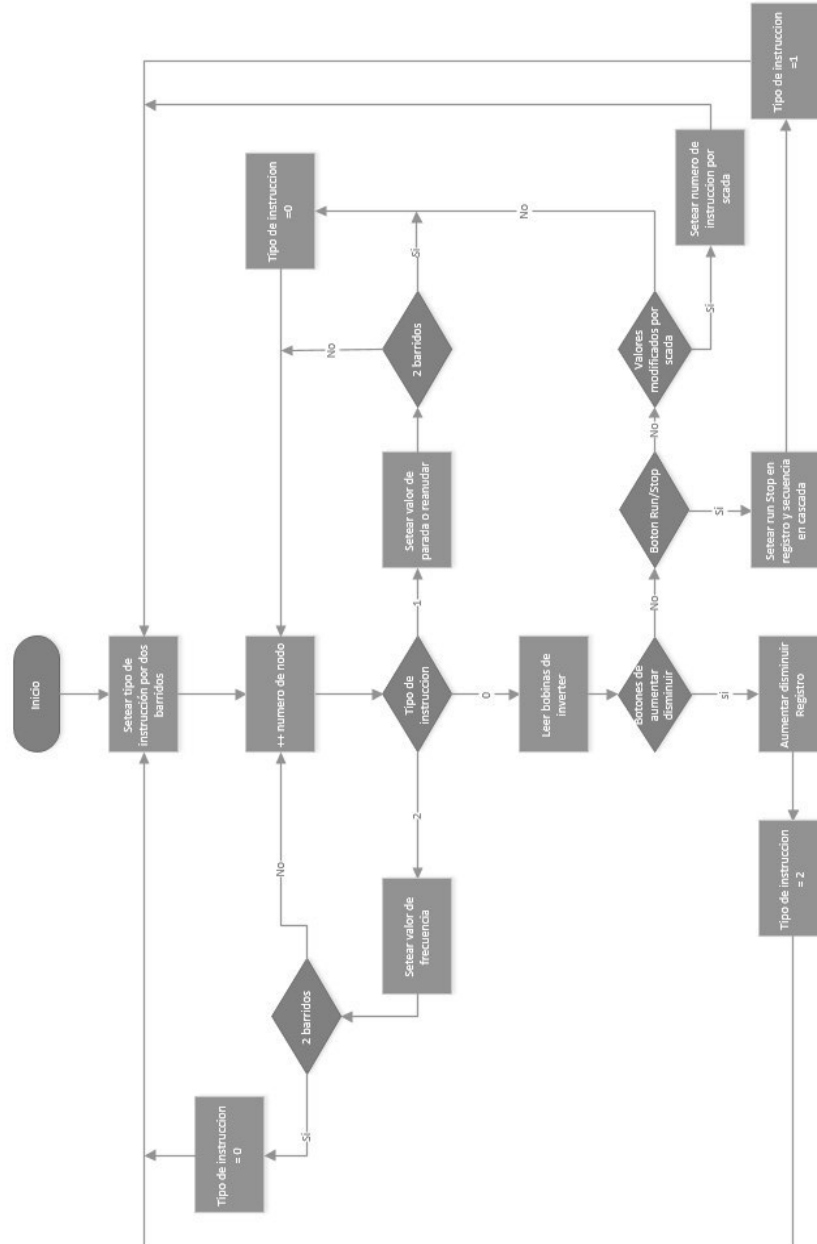 Inicio
Setear tipo de
instrucción por dos
barridos
++ numero de nodo
Tipo de
instruccion
2
1
0
Setear valor de
frecuencia
2 barridos
No
Si
Tipo de instruccion
= 0
Setear valor de
parada o reanudar
2 barridos
No
Si
Tipo de instruccion
=0
Leer bobinas de
inverter
Botones de
aumentar
disminuir
si
No
Aumentar disminuir
Registro
Tipo de instruccion
= 2
Boton Run/Stop
Si
No
Setear run Stop en
registro y secuencia
en cascada
Valores
modificados por
scada
No
Si
Setear numero de
instruccion por
scada
Tipo de instruccion
=1